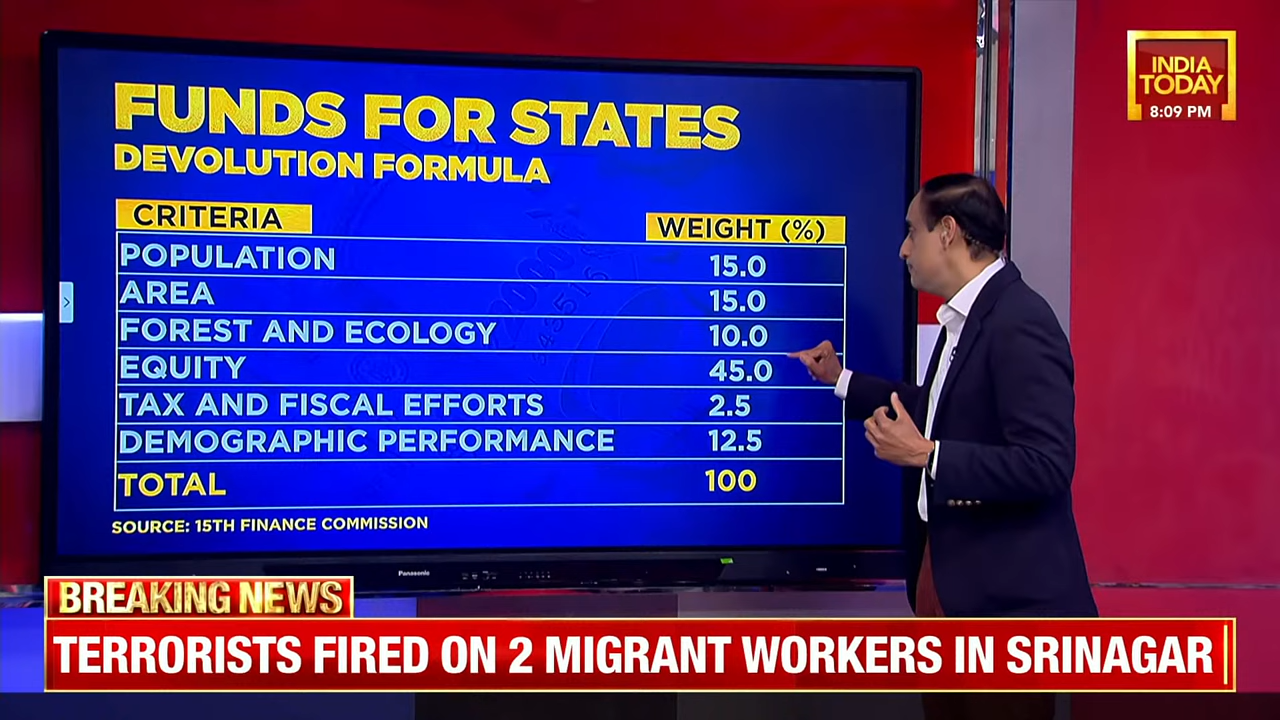 INDIA
TODAY
8:09 PM
FUNDS FOR STATES
DEVOLUTION FORMULA
CRITERIA WEIGHT (%)
POPULATION 15.0
AREA 15.0
FOREST AND ECOLOGY 10.0
EQUITY 45.0
TAX AND FISCAL EFFORTS 2.5
DEMOGRAPHIC PERFORMANCE 12.5
TOTAL 100
SOURCE: 15TH FINANCE COMMISSION
Panasonic
BREAKING NEWS
TERRORISTS FIRED ON 2 MIGRANT WORKERS IN SRINAGAR